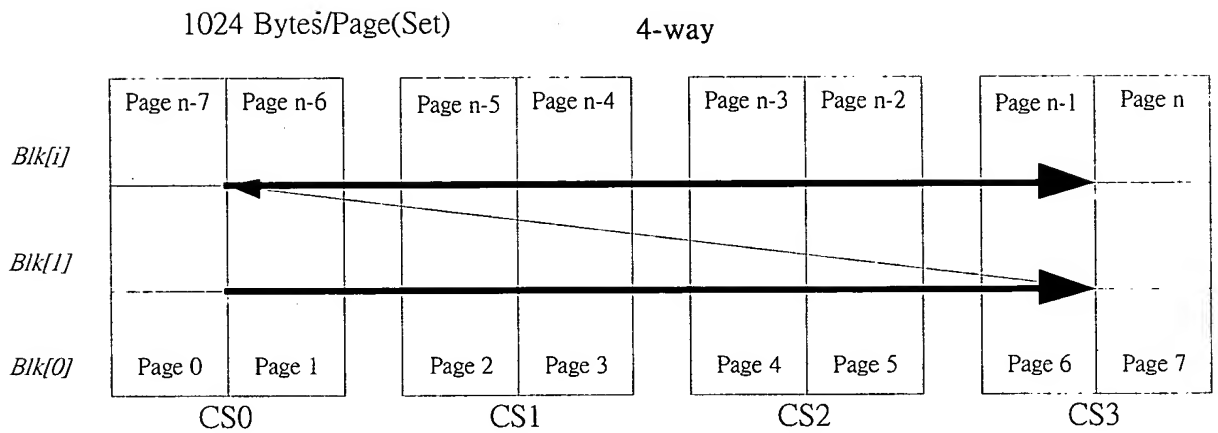 1024 Bytes/Page(Set) 4-way
Page n-7 Page n-6 Page n-5 Page n-4 Page n-3 Page n-2 Page n-1 Page n
Blk[i]
Blk[1]
Blk[0] Page 0 Page 1 Page 2 Page 3 Page 4 Page 5 Page 6 Page 7
CS0 CS1 CS2 CS3